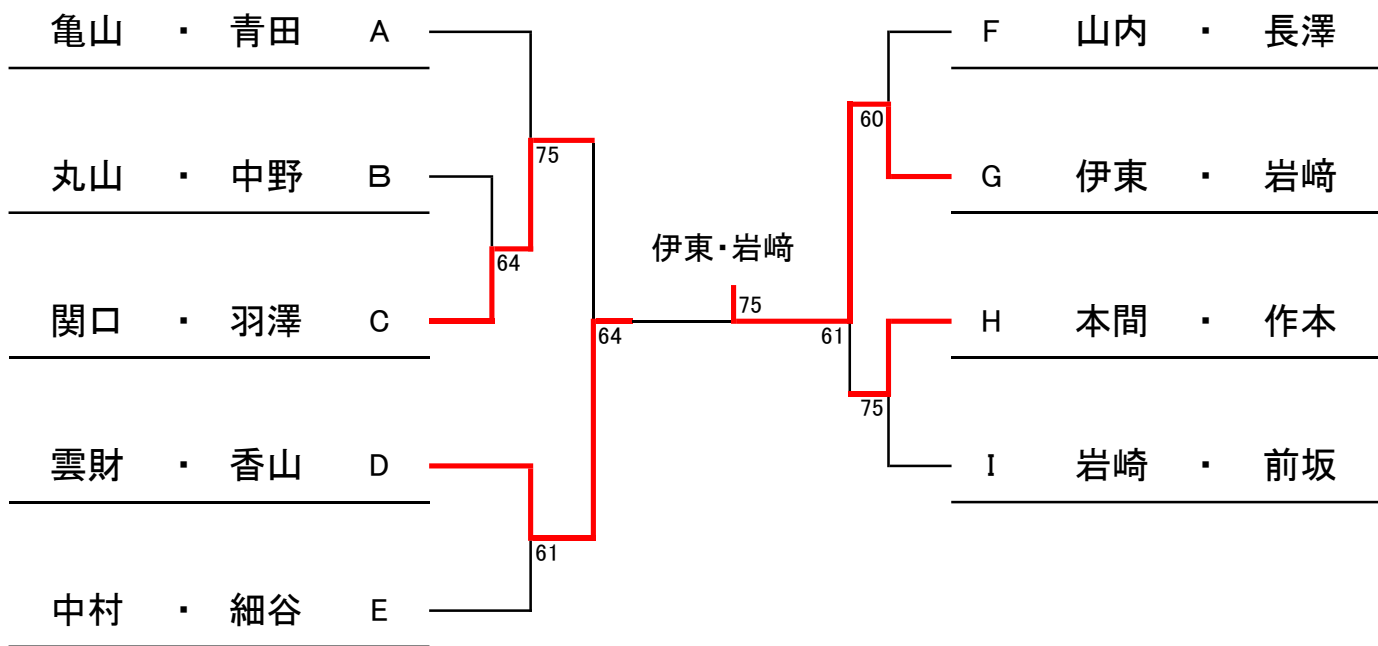 亀山 ・ 青田 A
F 山内 ・ 長澤
60
75
丸山 ・ 中野 B
G 伊東 ・ 岩﨑
伊東・岩﨑
64
75
関口 ・ 羽澤 C
64
61
H 本間 ・ 作本
75
雲財 ・ 香山 D
I 岩崎 ・ 前坂
61
中村 ・ 細谷 E